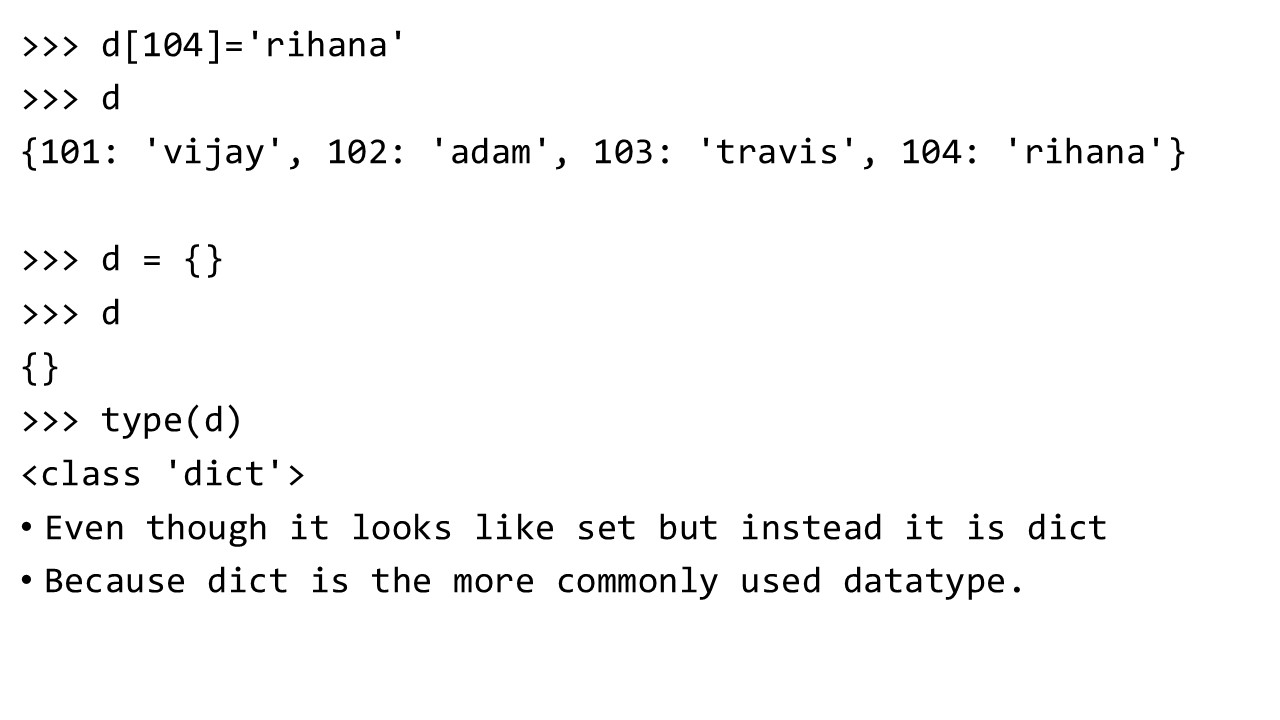 >>> d[104]='rihana'
>>> d
{101: 'vijay', 102: 'adam', 103: 'travis', 104: 'rihana'}
>>> d = {}
>>> d
{}
>>> type(d)
<class 'dict'>
• Even though it looks like set but instead it is dict
• Because dict is the more commonly used datatype.